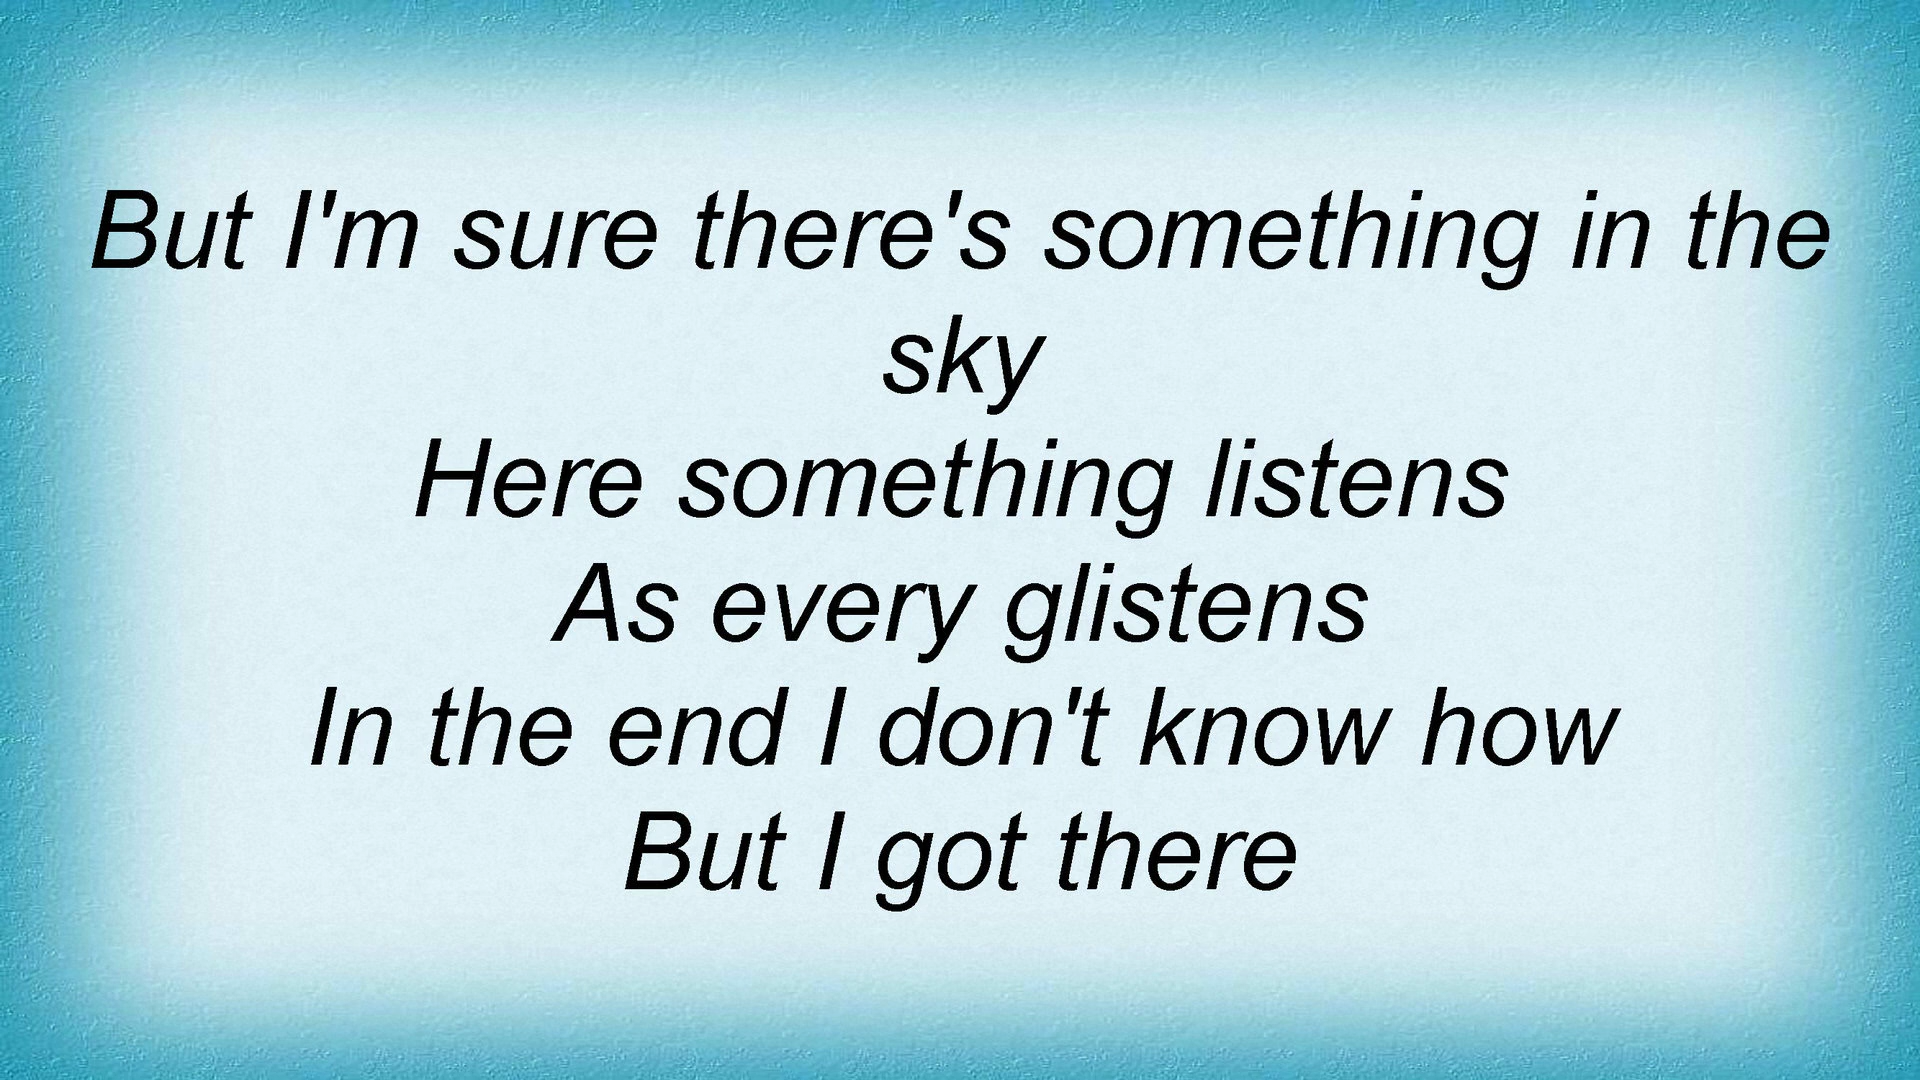 But I'm sure there's something in the
sky
Here something listens
As every glistens
In the end I don't know how
But I got there